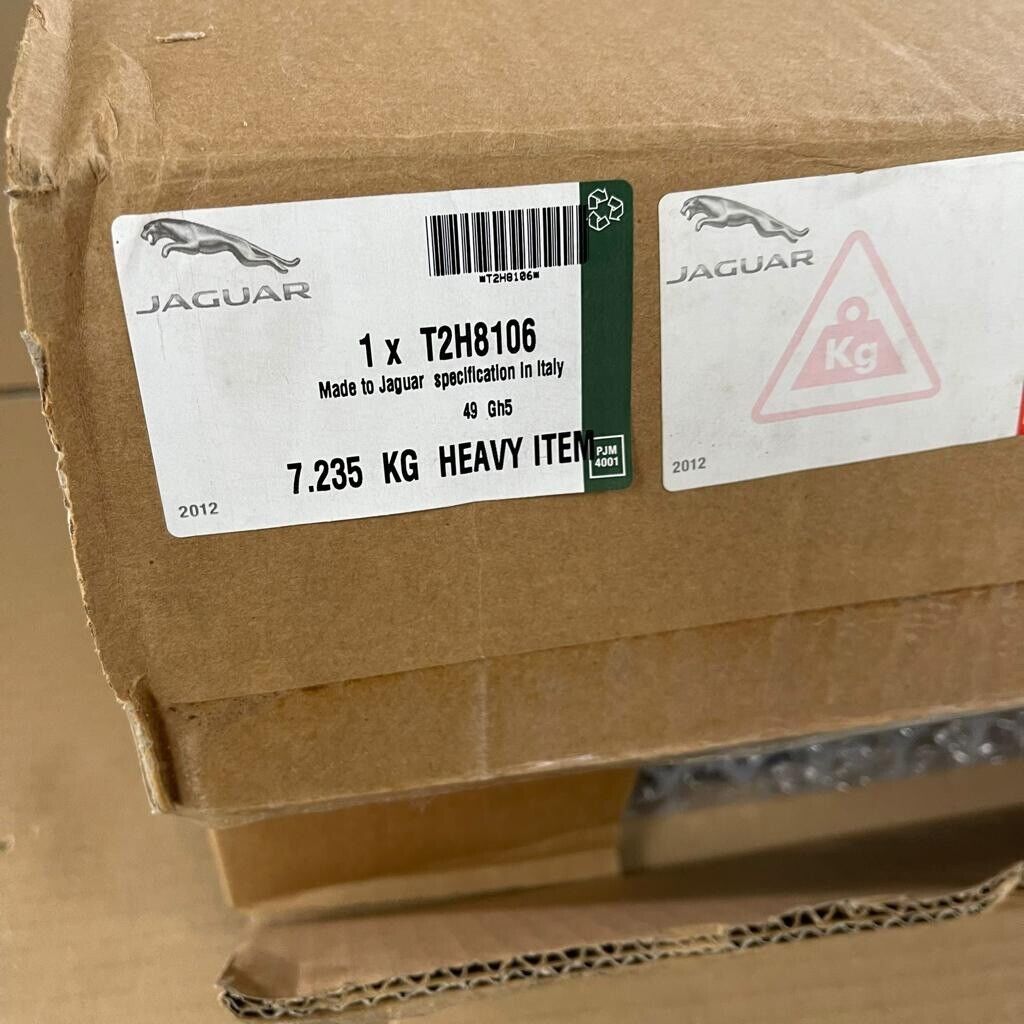 JAGUAR
*T2H8106*
1 x T2H8106
Made to Jaguar specification in Italy
49 Gh5
7.235 KG HEAVY ITEM
PJM
4001
2012
JAGUAR
Kg
2012